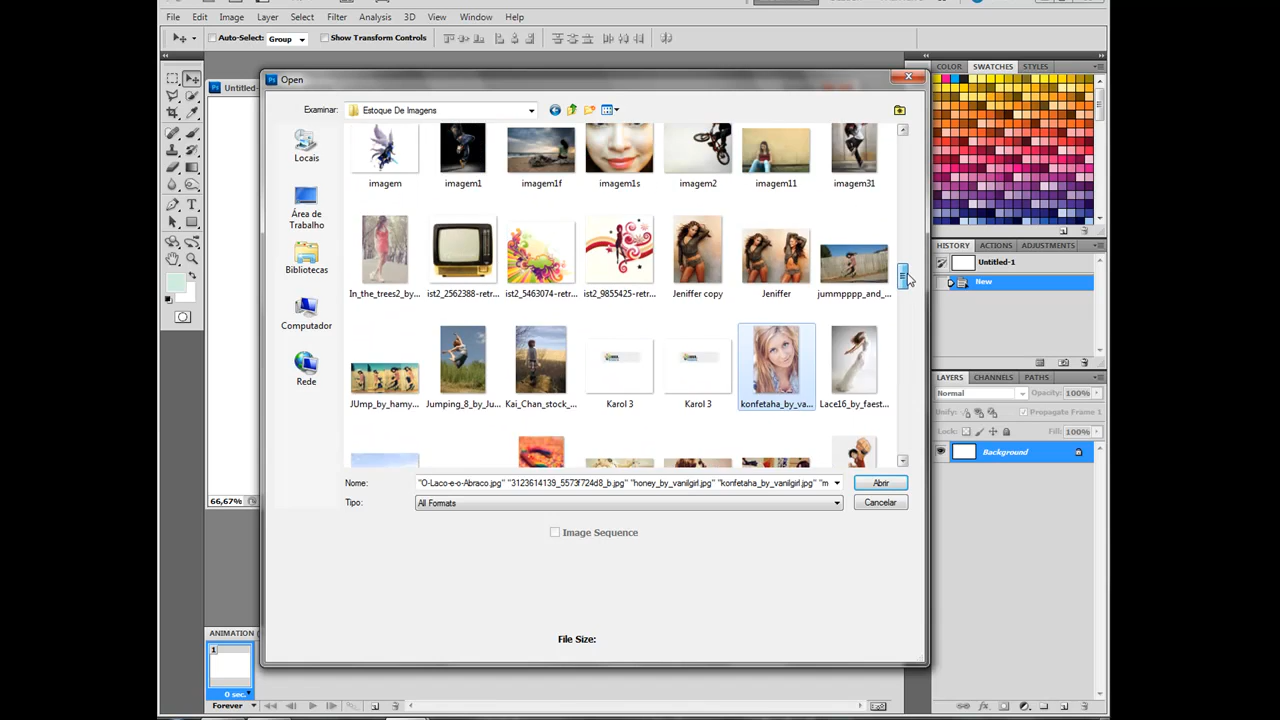 File Edit Image Layer Select Filter Analysis 3D View Window Help
Auto-Select: Group Show Transform Controls
Untitled-
Open
Examinar: Estoque De Imagens
Locais
Área de Trabalho
Bibliotecas
Computador
Rede
imagem imagem1 imagem1f imagem1s imagem2 imagem11 imagem31
In_the_trees2_by... ist2_2562388-retr... ist2_5463074-retr... ist2_9855425-retr... Jeniffer copy Jeniffer jummpppp_and_...
JUmp_by_hamy... Jumping_8_by_Ju... Kai_Chan_stock_... Karol 3 Karol 3 konfetaha_by_va... Lace16_by_faest...
Nome: "O-Laco-e-o-Abraco.jpg" "3123614139_5573f724d8_b.jpg" "honey_by_vanilgirl.jpg" "konfetaha_by_vanilgirl.jpg" "m Abrir
Tipo: All Formats Cancelar
Image Sequence
File Size:
66,67%
ANIMATION (
1
0 sec.
Forever
COLOR SWATCHES STYLES
HISTORY ACTIONS ADJUSTMENTS
Untitled-1
New
LAYERS CHANNELS PATHS
Normal Opacity: 100%
Unify: Propagate Frame 1
Lock: Fill: 100%
Background